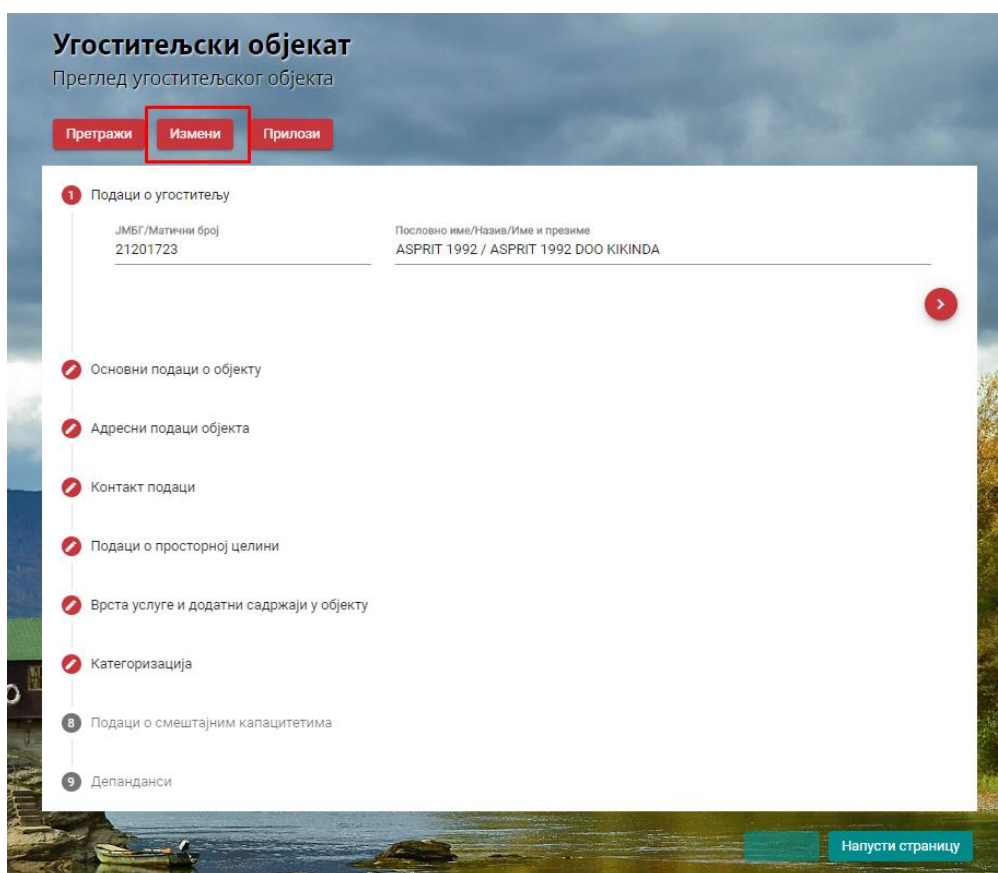 Угоститељски објекат
Преглед угоститељског објекта
Претражи Измени Прилози
1 Подаци о угоститељу
ЈМБГ/Матични број Пословно име/Назив/Име и презиме
21201723 ASPRIT 1992 / ASPRIT 1992 DOO KIKINDA
Основни подаци о објекту
Адресни подаци објекта
Контакт подаци
Подаци о просторној целини
Врста услуге и додатни садржаји у објекту
Категоризација
8 Подаци о смештајним капацитетима
9 Депанданси
Напусти страницу